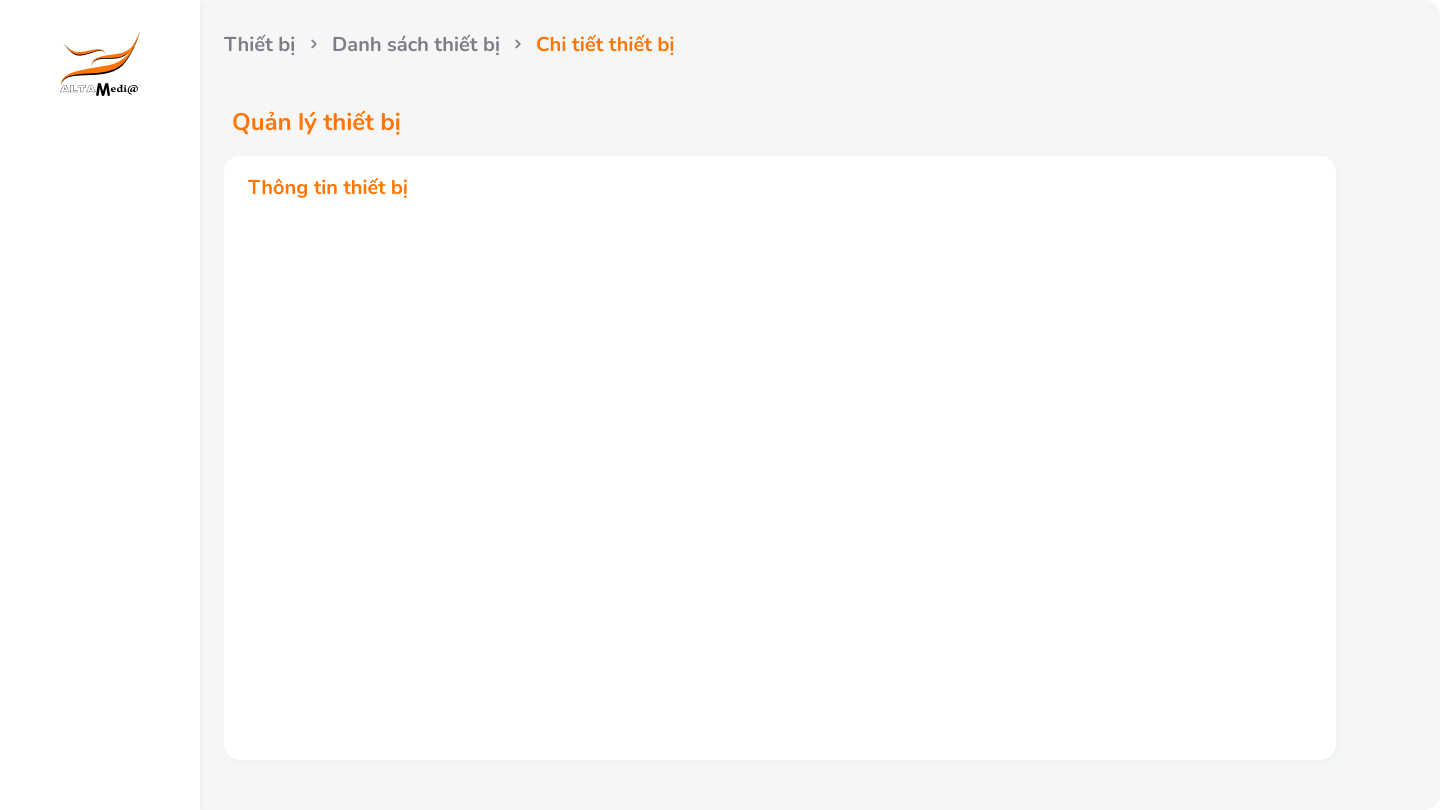 ALTAMedi@
Thiết bị > Danh sách thiết bị > Chi tiết thiết bị
Quản lý thiết bị
Thông tin thiết bị